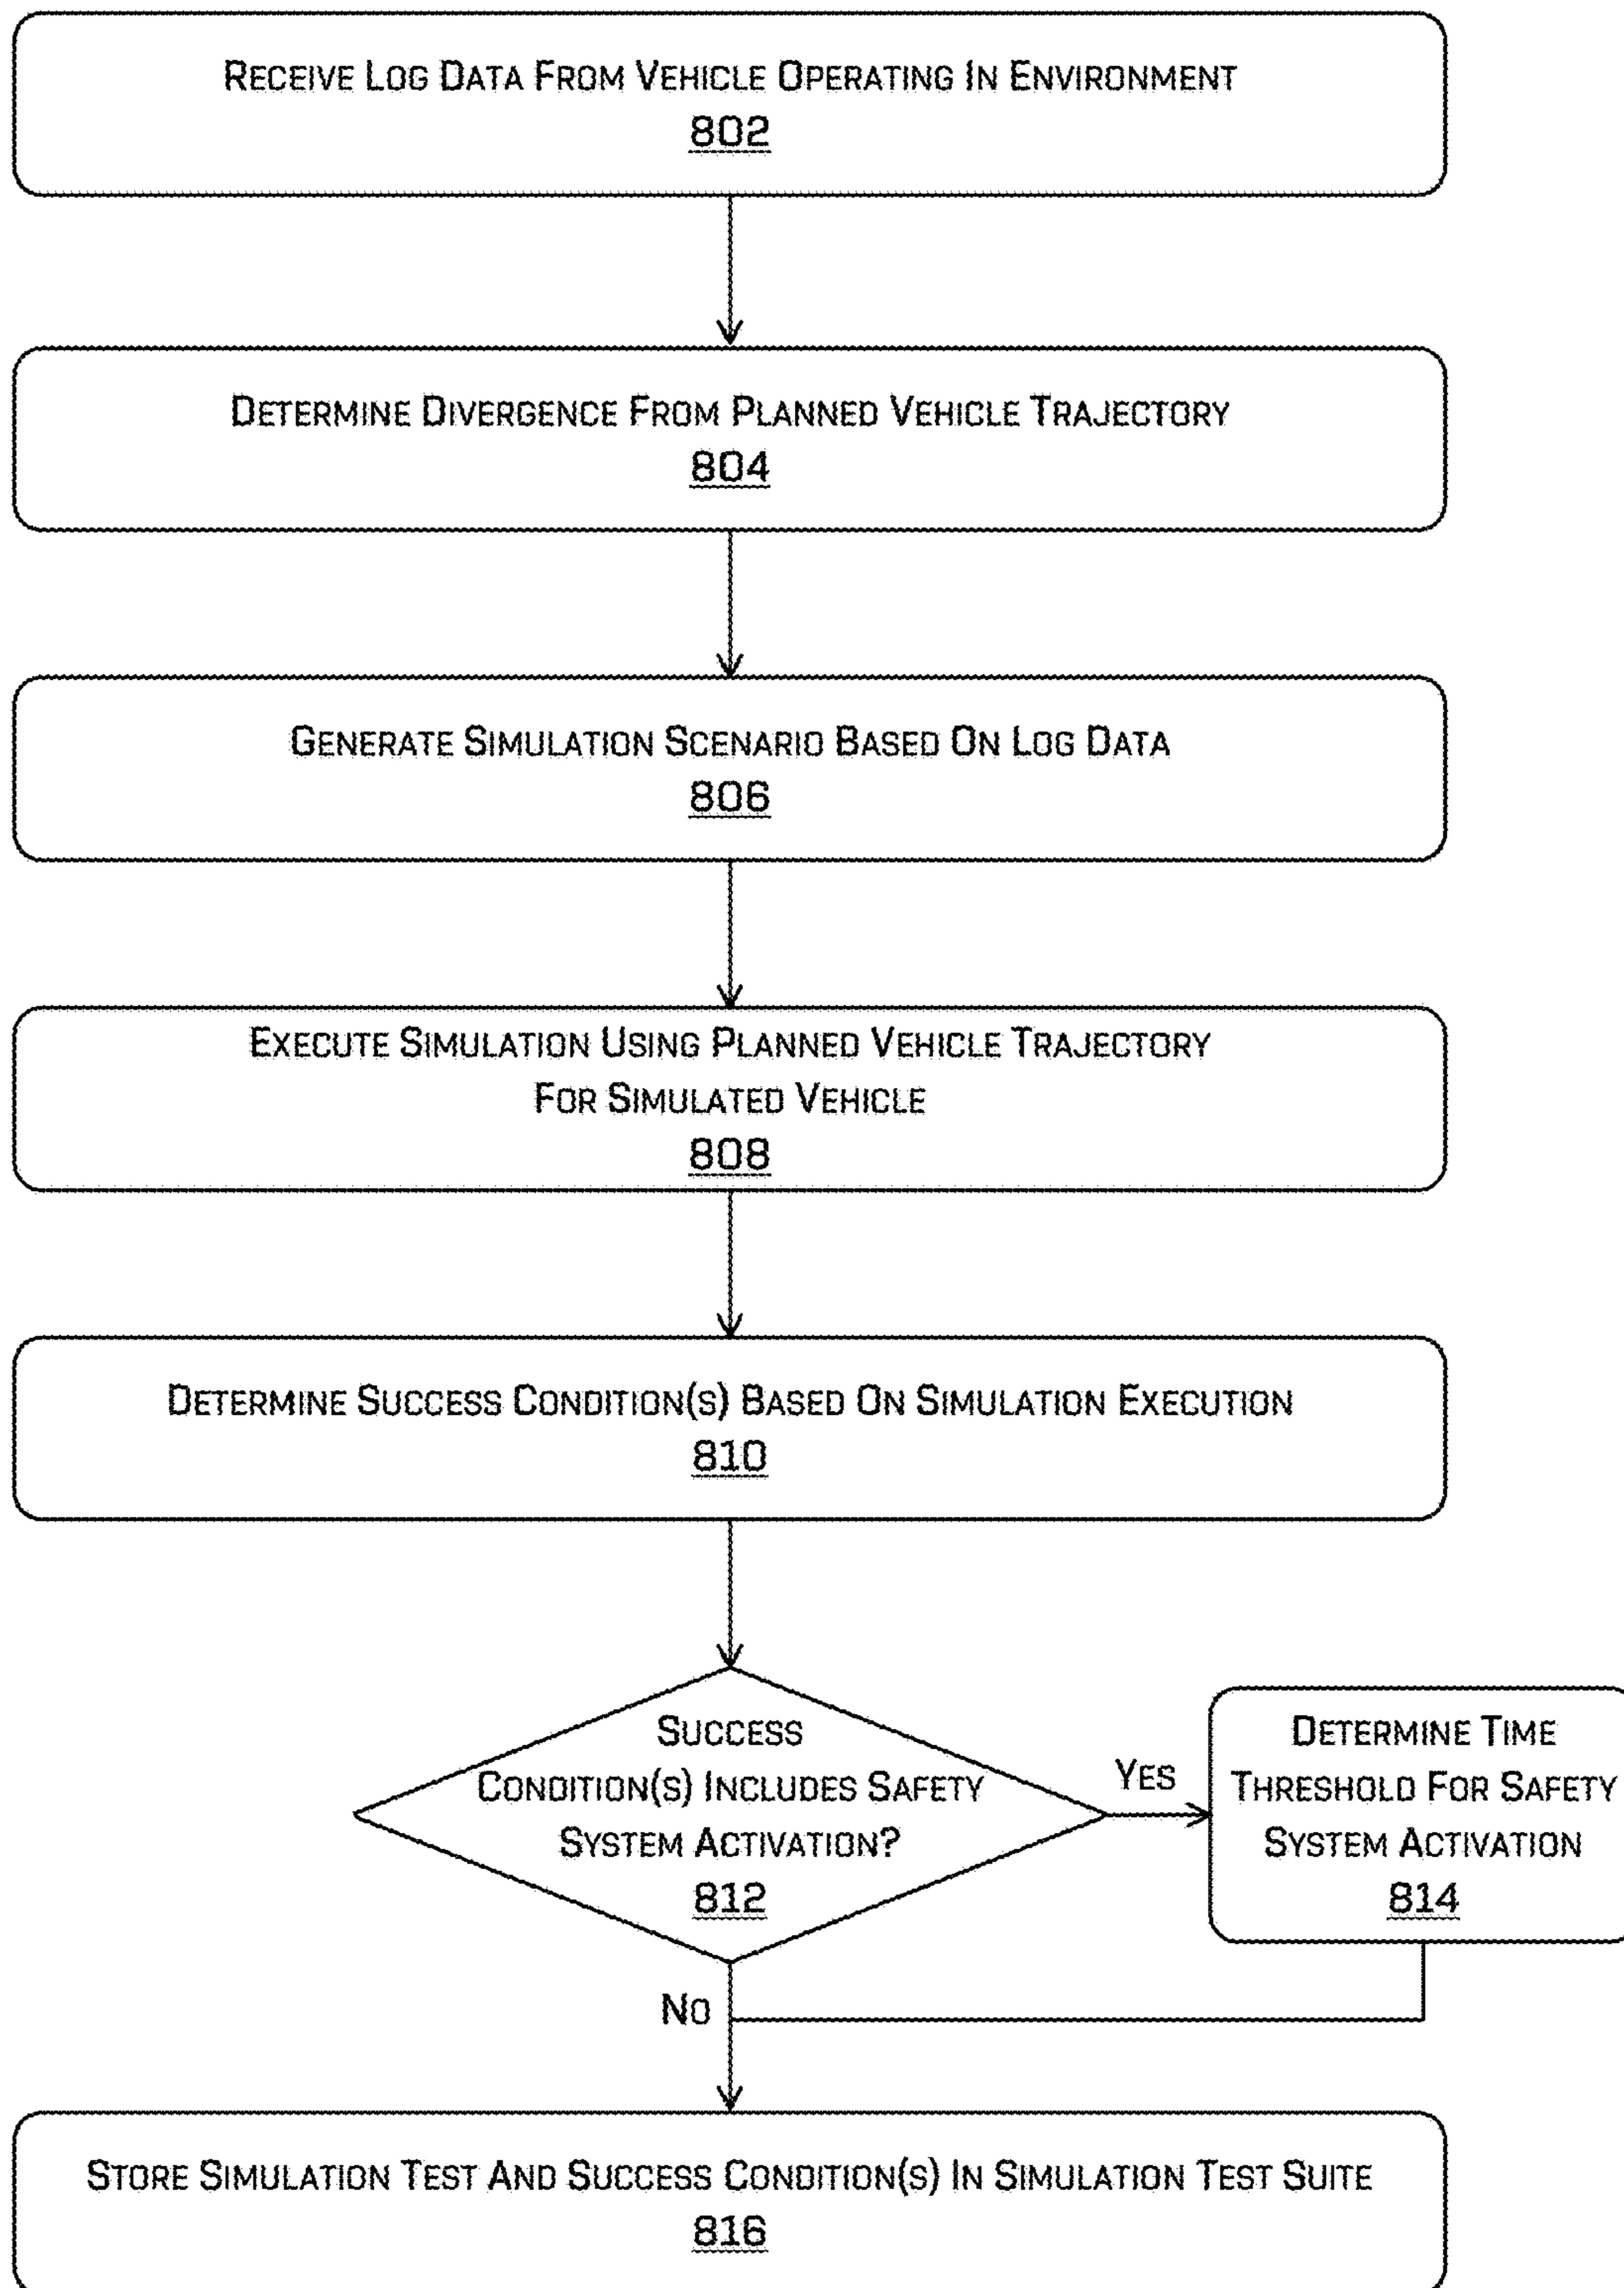 RECEIVE LOG DATA FROM VEHICLE OPERATING IN ENVIRONMENT
802
DETERMINE DIVERGENCE FROM PLANNED VEHICLE TRAJECTORY
804
GENERATE SIMULATION SCENARIO BASED ON LOG DATA
806
EXECUTE SIMULATION USING PLANNED VEHICLE TRAJECTORY
FOR SIMULATED VEHICLE
808
DETERMINE SUCCESS CONDITION(S) BASED ON SIMULATION EXECUTION
810
SUCCESS
CONDITION(S) INCLUDES SAFETY
SYSTEM ACTIVATION?
812
YES
DETERMINE TIME
THRESHOLD FOR SAFETY
SYSTEM ACTIVATION
814
NO
STORE SIMULATION TEST AND SUCCESS CONDITION(S) IN SIMULATION TEST SUITE
816